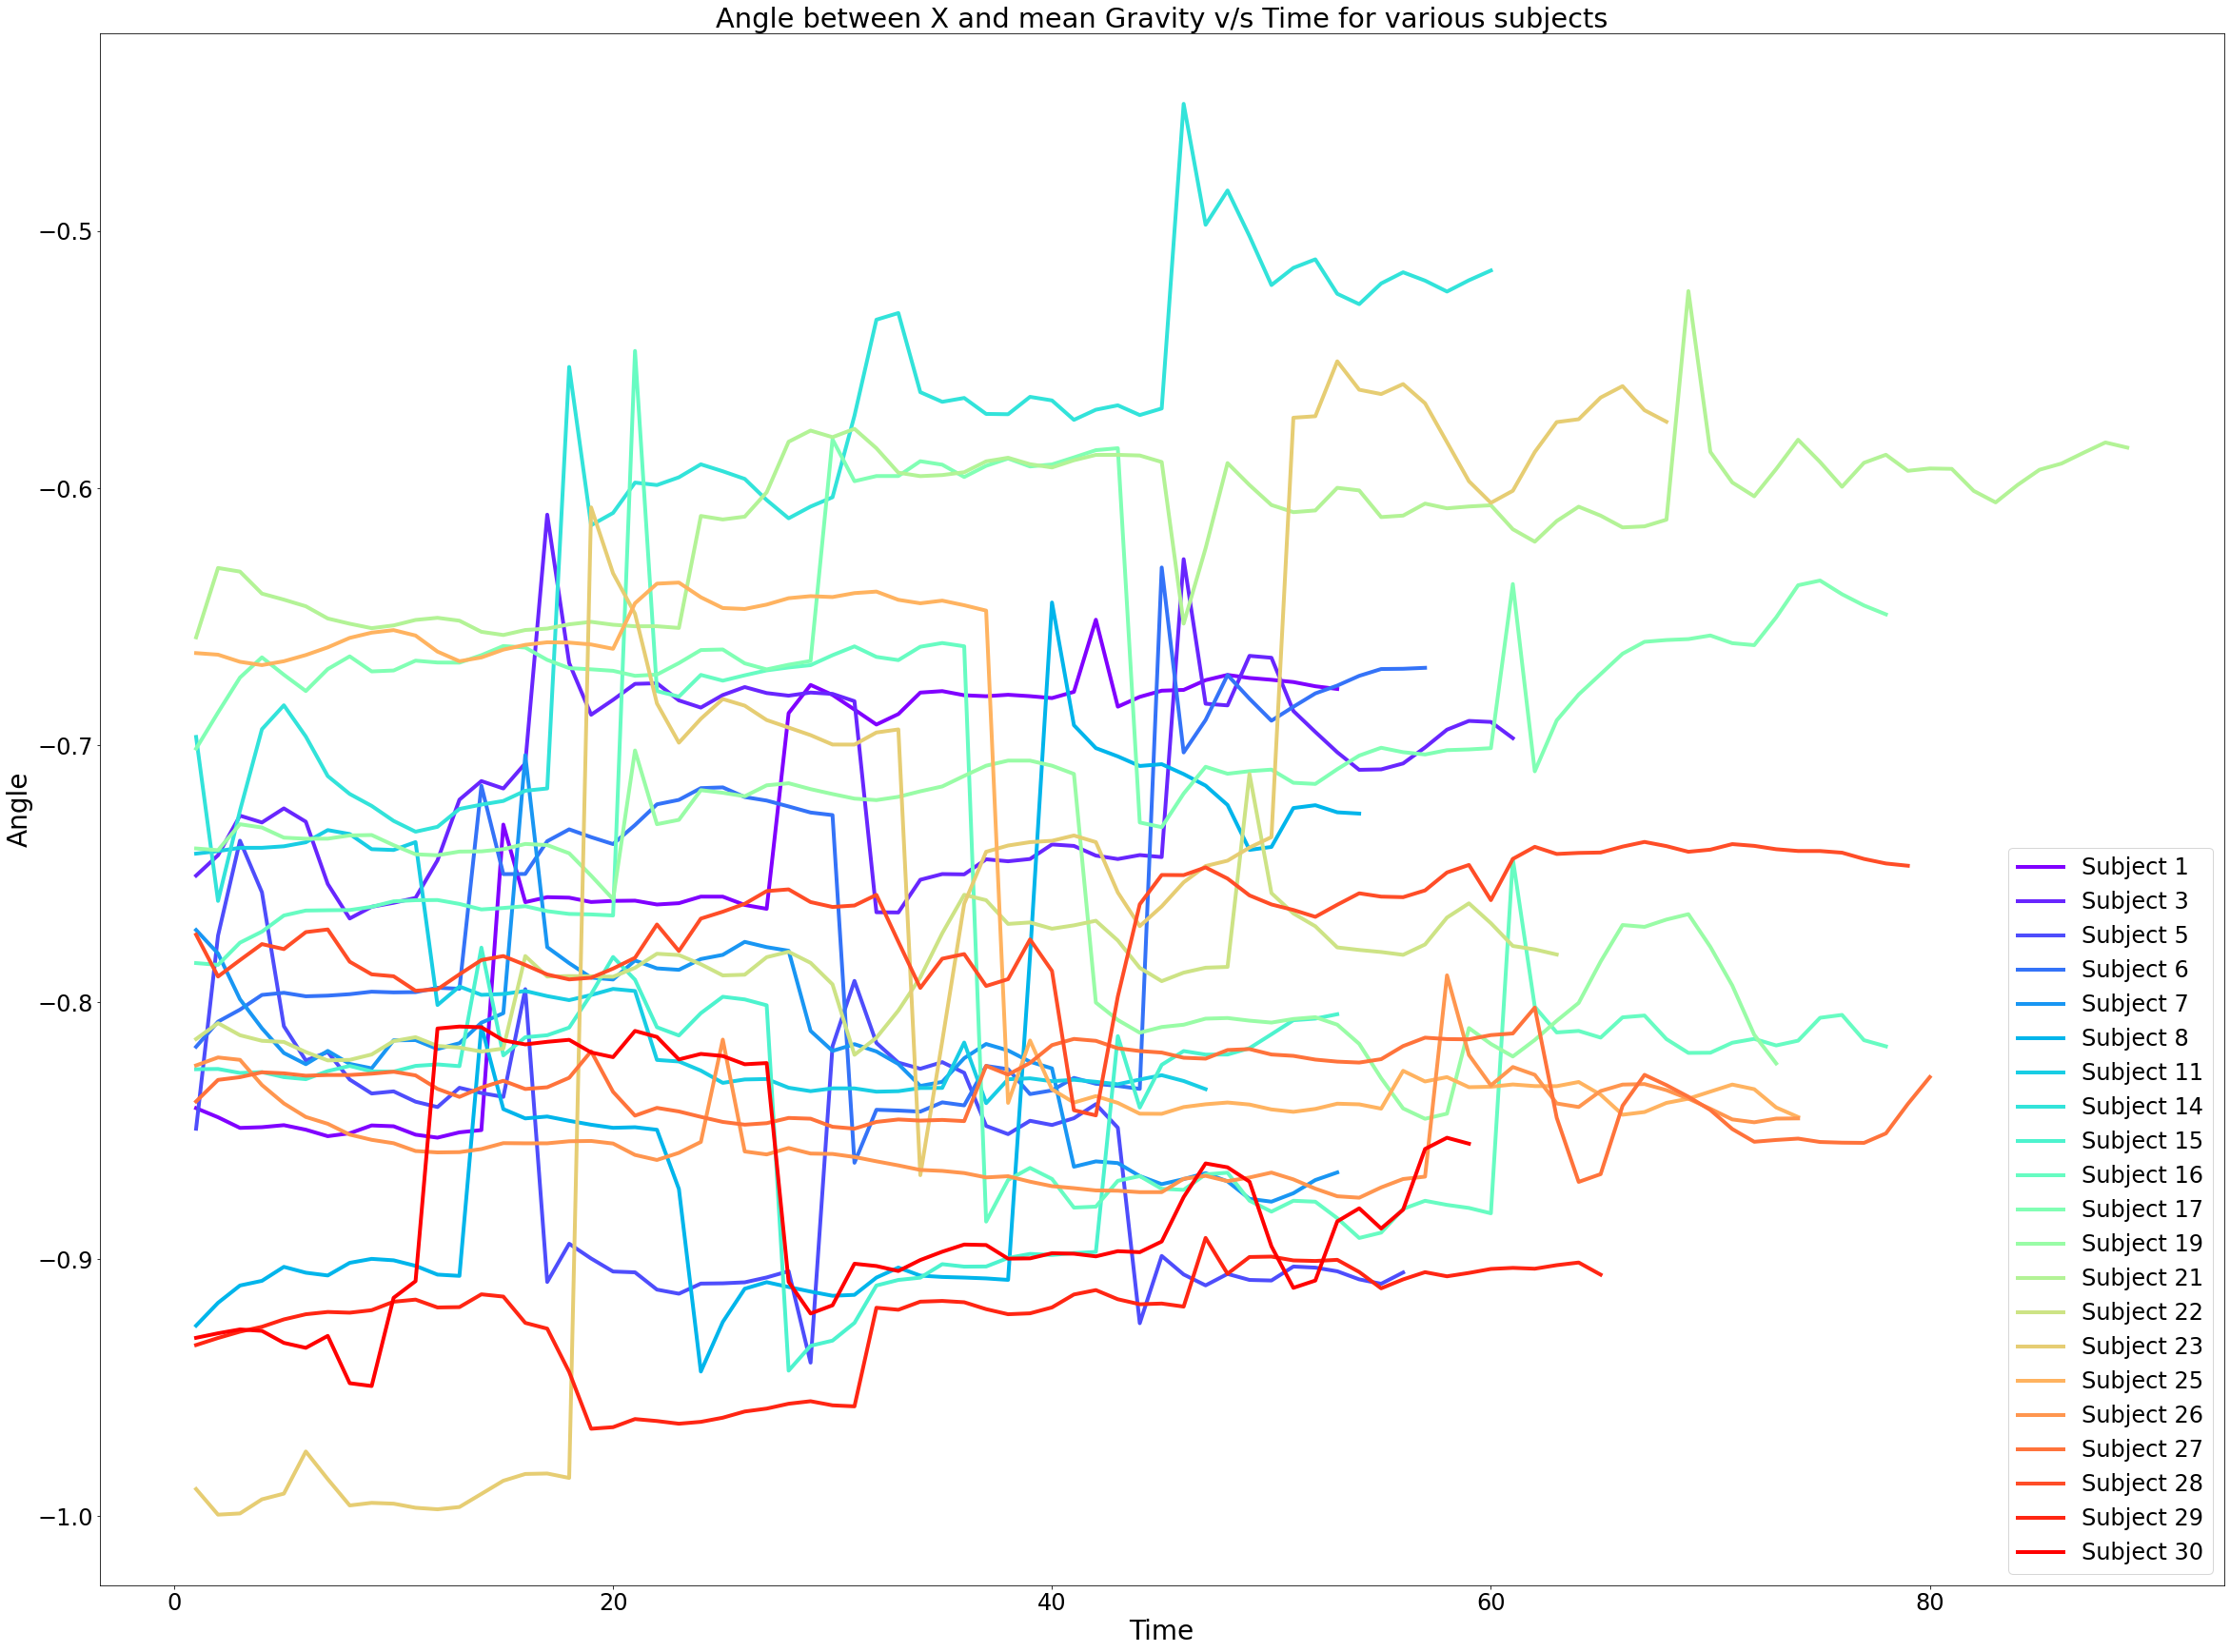 Angle between X and mean Gravity v/s Time for various subjects
Angle
−0.5
−0.6
−0.7
−0.8
−0.9
−1.0
0 20 40 60 80
Time
Subject 1
Subject 3
Subject 5
Subject 6
Subject 7
Subject 8
Subject 11
Subject 14
Subject 15
Subject 16
Subject 17
Subject 19
Subject 21
Subject 22
Subject 23
Subject 25
Subject 26
Subject 27
Subject 28
Subject 29
Subject 30